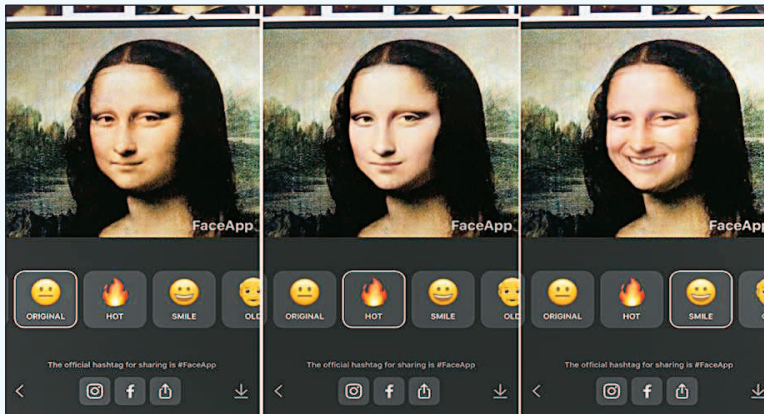 FaceApp
ORIGINAL HOT SMILE OLD
The official hashtag for sharing is #FaceApp
FaceApp
ORIGINAL HOT SMILE OLD
The official hashtag for sharing is #FaceApp
FaceApp
ORIGINAL HOT SMILE
The official hashtag for sharing is #FaceApp